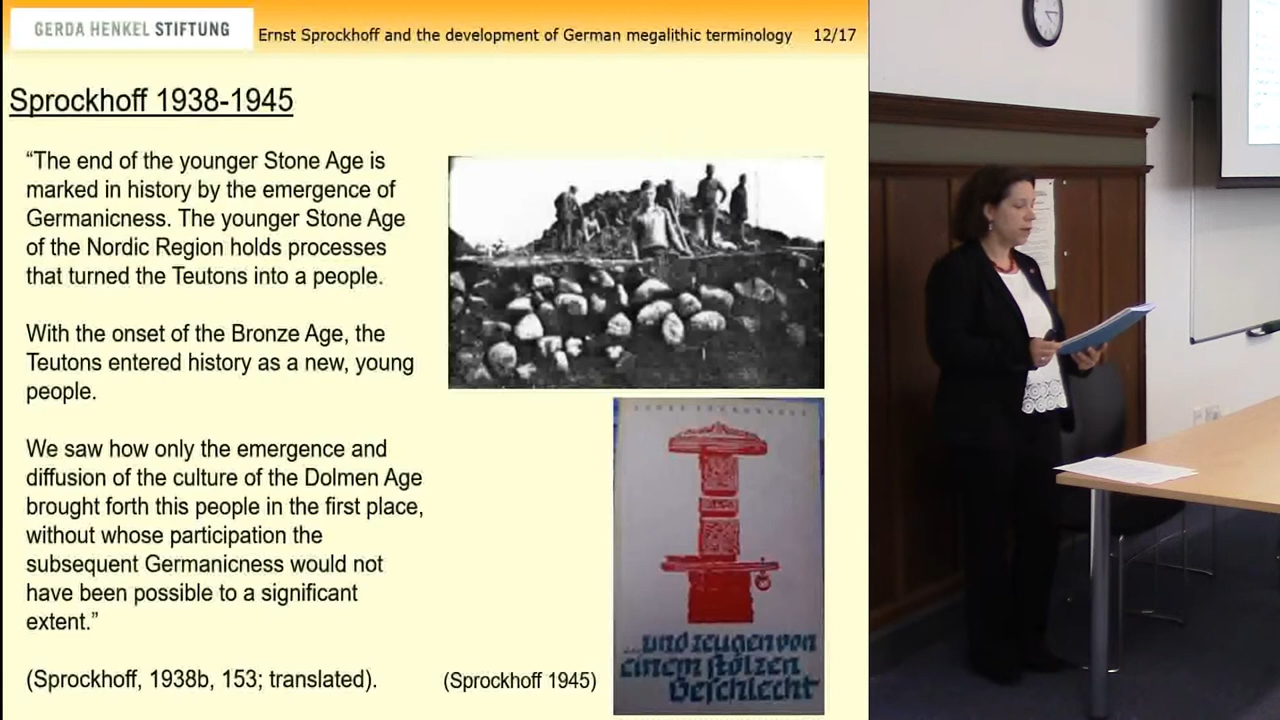 GERDA HENKEL STIFTUNG
Ernst Sprockhoff and the development of German megalithic terminology 12/17
Sprockhoff 1938-1945
“The end of the younger Stone Age is
marked in history by the emergence of
Germanicness. The younger Stone Age
of the Nordic Region holds processes
that turned the Teutons into a people.
With the onset of the Bronze Age, the
Teutons entered history as a new, young
people.
We saw how only the emergence and
diffusion of the culture of the Dolmen Age
brought forth this people in the first place,
without whose participation the
subsequent Germanicness would not
have been possible to a significant
extent.”
(Sprockhoff, 1938b, 153; translated).
(Sprockhoff 1945)
...und zeugen von
einem stolzen
Geschlecht